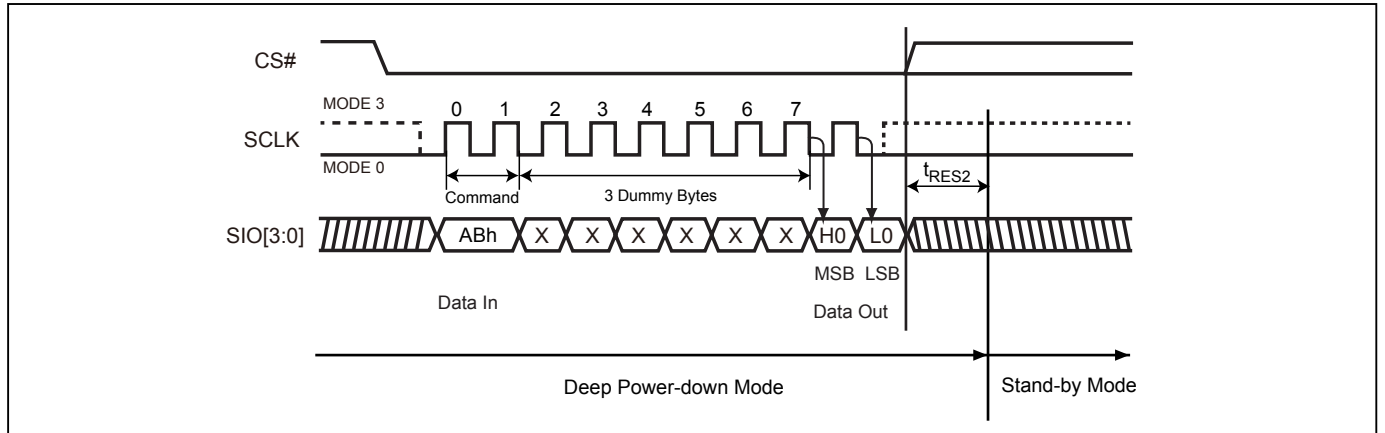 CS#
MODE 3
0 1 2 3 4 5 6 7
SCLK
MODE 0
tRES2
Command 3 Dummy Bytes
SIO[3:0] ABh X X X X X X H0 L0
MSB LSB
Data In Data Out
Deep Power-down Mode Stand-by Mode